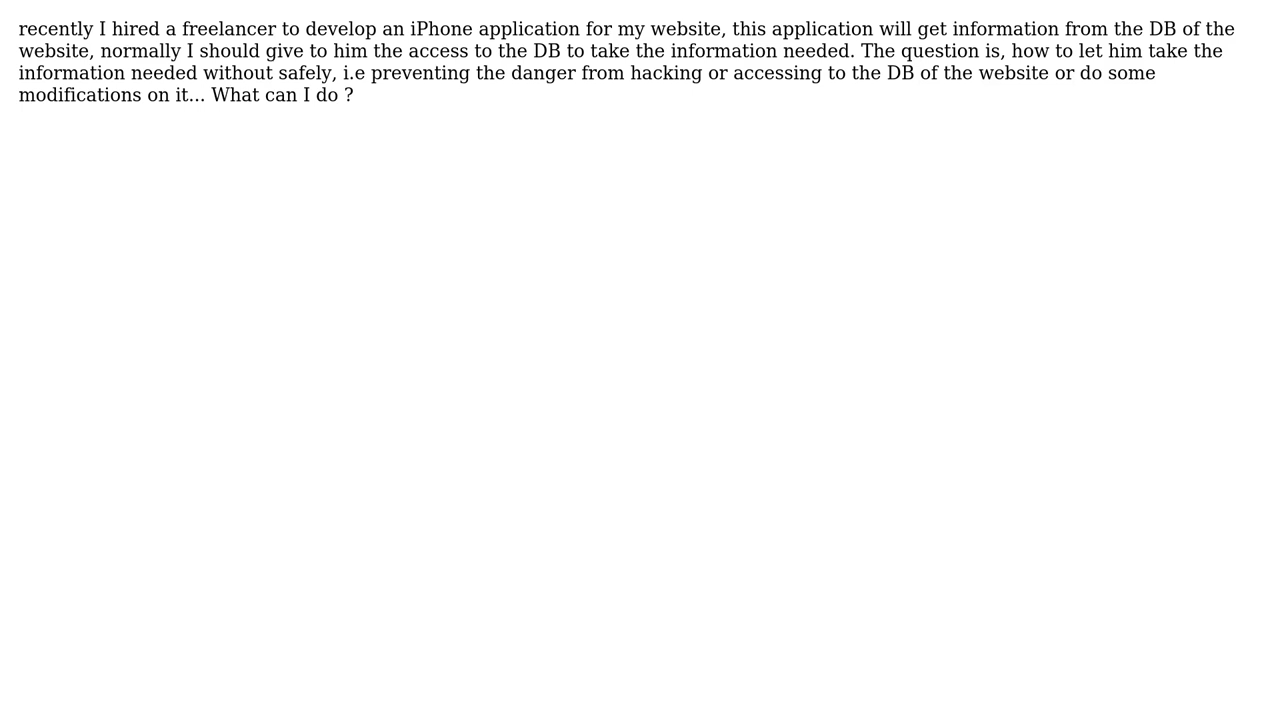 recently I hired a freelancer to develop an iPhone application for my website, this application will get information from the DB of the
website, normally I should give to him the access to the DB to take the information needed. The question is, how to let him take the
information needed without safely, i.e preventing the danger from hacking or accessing to the DB of the website or do some
modifications on it... What can I do ?